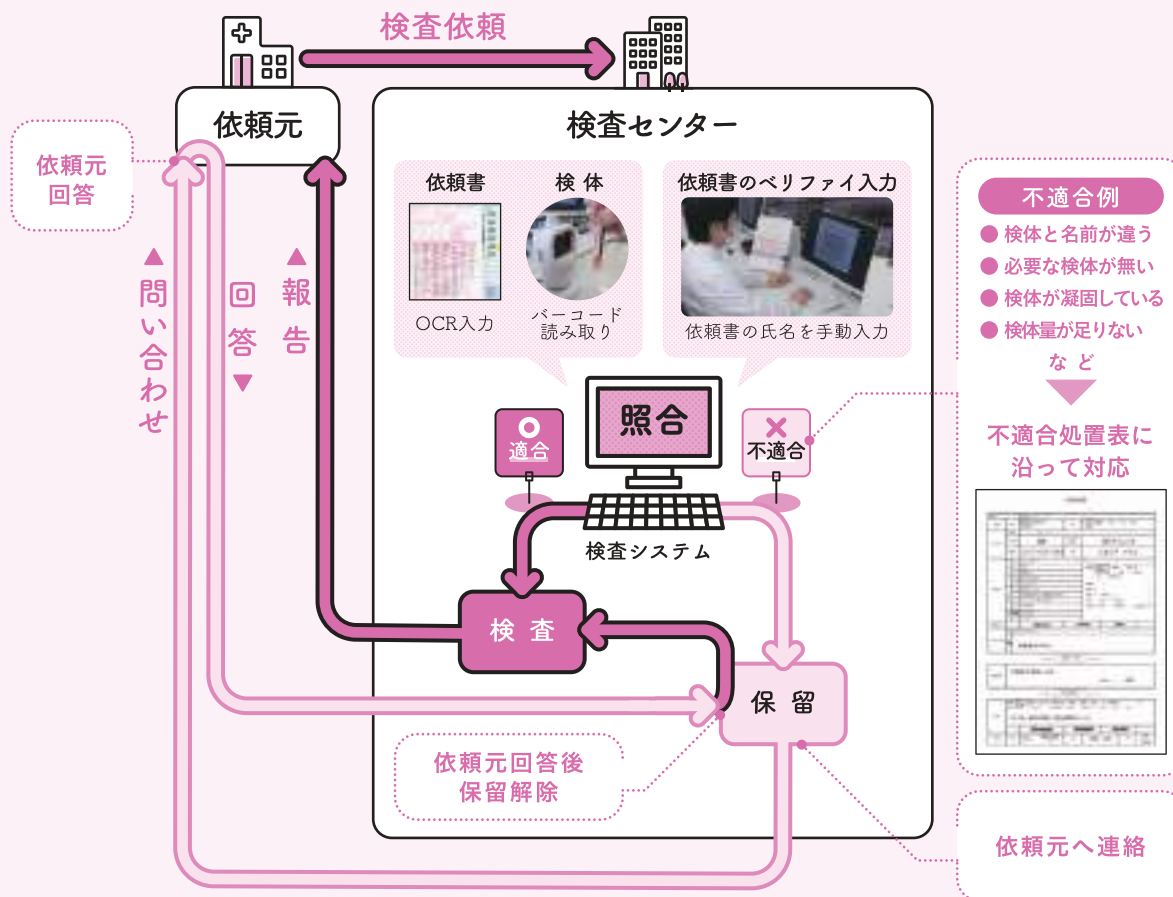 検査依頼
依頼元
検査センター
依頼元
回答
依頼書
OCR入力
検体
バーコード
読み取り
依頼書のベリファイ入力
依頼書の氏名を手動入力
不適合例
● 検体と名前が違う
● 必要な検体が無い
● 検体が凝固している
● 検体量が足りない
など
▼
不適合処置表に
沿って対応
▲問い合わせ
回答▼
▲報告
照合
適合
不適合
検査システム
検査
保留
依頼元回答後
保留解除
依頼元へ連絡